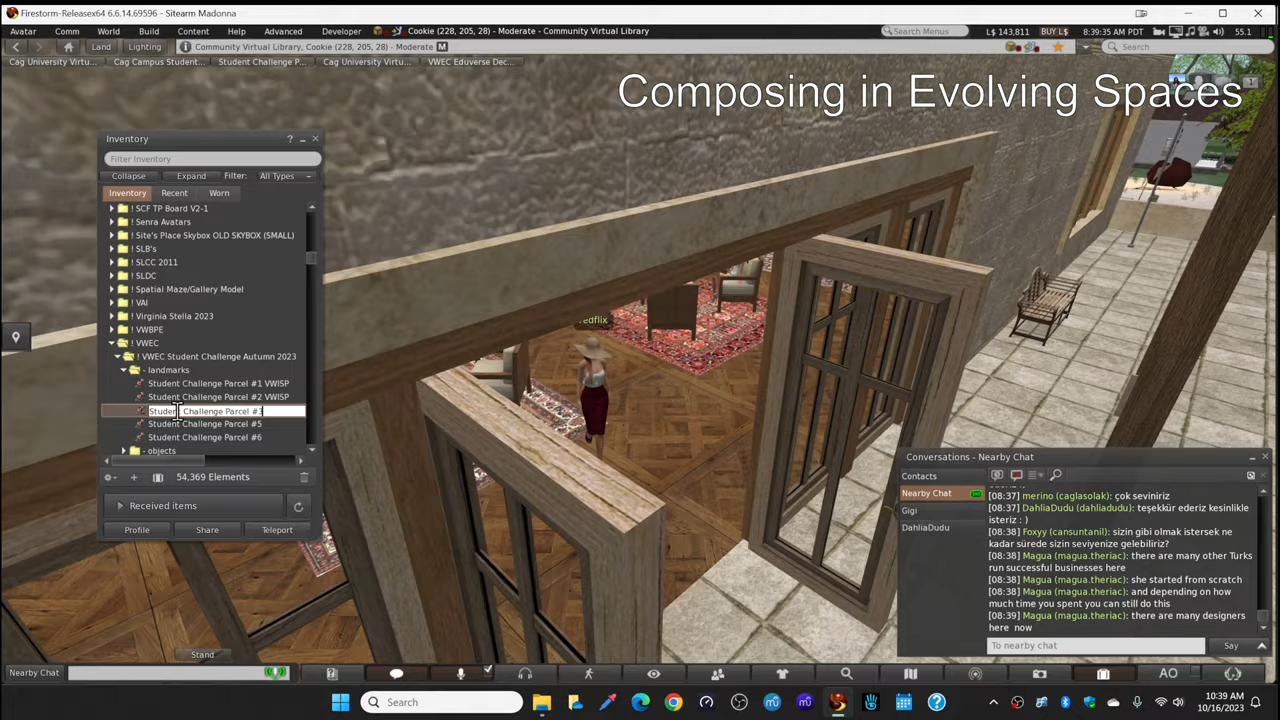 Firestorm-Releasex64 6.6.14.69596 - Sitearm Madonna
Avatar Comm World Build Content Help Advanced Developer Cookie (228, 205, 28) - Moderate - Community Virtual Library Search Menus L$ 143,811 BUY L$ 8:39:35 AM PDT 55.1
Land Lighting Community Virtual Library, Cookie (228, 205, 28) - Moderate M Search
Cag University Virtu... Cag Campus Student... Student Challenge P... Cag University Virtu... VWEC Eduverse Dec...
Composing in Evolving Spaces
1
Inventory
Filter Inventory
Collapse Expand Filter: All Types
Inventory Recent Worn
! SCF TP Board V2-1
! Senra Avatars
! Site's Place Skybox OLD SKYBOX (SMALL)
! SLB's
! SLCC 2011
! SLDC
! Spatial Maze/Gallery Model
! VAI
! Virginia Stella 2023
! VWBPE
! VWEC
! VWEC Student Challenge Autumn 2023
- landmarks
Student Challenge Parcel #1 VWISP
Student Challenge Parcel #2 VWISP
Student Challenge Parcel #3
Student Challenge Parcel #5
Student Challenge Parcel #6
- objects
54,369 Elements
Received items
Profile Share Teleport
redflix
Conversations - Nearby Chat
Contacts
Nearby Chat
Gigi
DahliaDudu
[08:37] merino (caglasolak): çok seviniriz
[08:37] DahliaDudu (dahliadudu): teşekkür ederiz kesinlikle
isteriz : )
[08:38] Foxyy (cansuntanil): sizin gibi olmak istersek ne
kadar sürede sizin seviyenize gelebiliriz?
[08:38] Magua (magua.theriac): there are many other Turks
run successful businesses here
[08:38] Magua (magua.theriac): she started from scratch
[08:38] Magua (magua.theriac): and depending on how
much time you spent you can still do this
[08:39] Magua (magua.theriac): there are many designers
here now
To nearby chat Say
Stand
Nearby Chat AO
Search
10:39 AM
10/16/2023